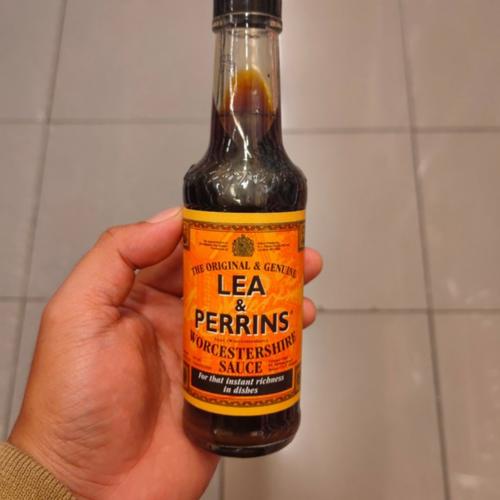 THE ORIGINAL & GENUINE
LEA
&
PERRINS
WORCESTERSHIRE
SAUCE
For that instant richness
in dishes